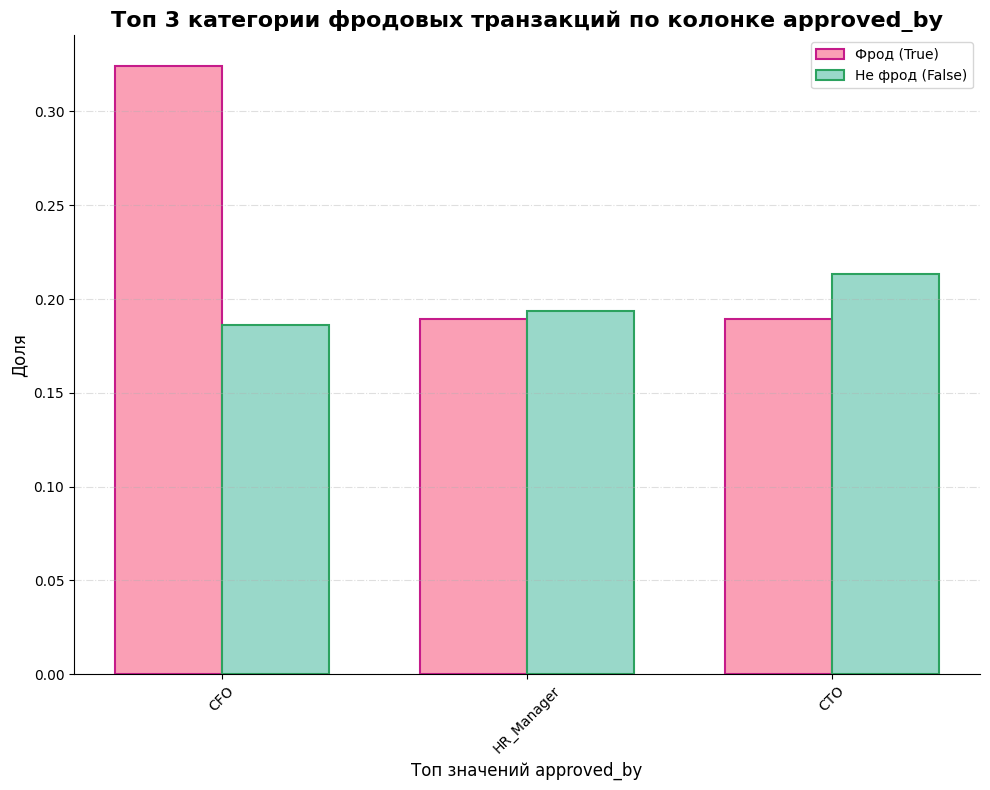 Топ 3 категории фродовых транзакций по колонке approved_by
Фрод (True)
Не фрод (False)
0.30
0.25
0.20
0.15
0.10
0.05
0.00
Доля
CFO
HR_Manager
CTO
Топ значений approved_by